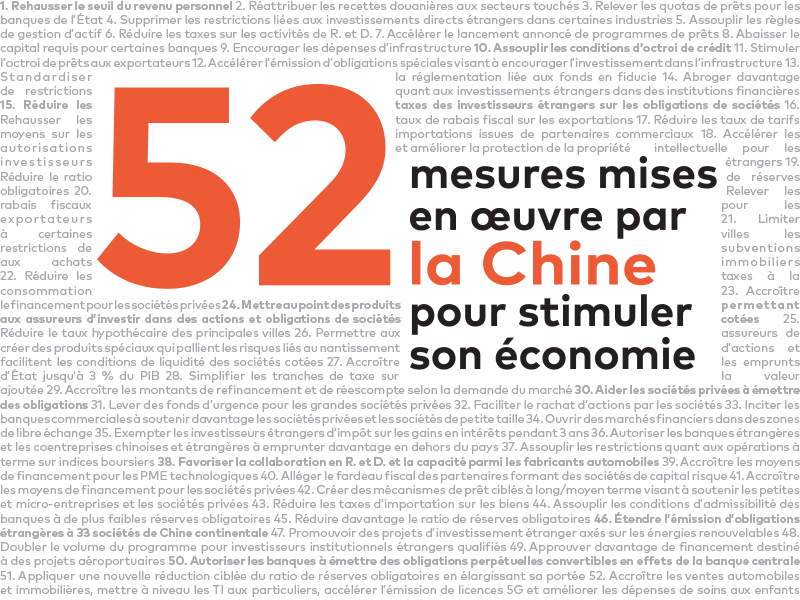 1. Rehausser le seuil du revenu personnel 2. Réattribuer les recettes douanières aux secteurs touchés 3. Relever les quotas de prêts pour les
banques de l'État 4. Supprimer les restrictions liées aux investissements directs étrangers dans certaines industries 5. Assouplir les règles
de gestion d'actif 6. Réduire les taxes sur les activités de R. et D. 7. Accélérer le lancement annoncé de programmes de prêts 8. Abaisser le
capital requis pour certaines banques 9. Encourager les dépenses d'infrastructure 10. Assouplir les conditions d'octroi de crédit 11. Stimuler
l'octroi de prêts aux exportateurs 12. Accélérer l'émission d'obligations spéciales visant à encourager l'investissement dans l'infrastructure 13.
Standardiser la réglementation liée aux fonds en fiducie 14. Abroger davantage
de restrictions quant aux investissements étrangers dans des institutions financières
15. Réduire les taxes des investisseurs étrangers sur les obligations de sociétés 16.
Rehausser les taux de rabais fiscal sur les exportations 17. Réduire les taux de tarifs
moyens sur les importations issues de partenaires commerciaux 18. Accélérer les
autorisations et améliorer la protection de la propriété intellectuelle pour les
investisseurs étrangers 19.
Réduire le ratio de réserves
obligatoires 20. Relever les
rabais fiscaux pour les
exportateurs 21. Limiter
à certaines villes les
restrictions de subventions
aux achats immobiliers
22. Réduire les taxes à la
consommation 23. Accroître
le financement pour les sociétés privées 24. Mettre au point des produits permettant
aux assureurs d'investir dans des actions et obligations de sociétés cotées 25.
Réduire le taux hypothécaire des principales villes 26. Permettre aux assureurs de
créer des produits spéciaux qui pallient les risques liés au nantissement d'actions et
facilitent les conditions de liquidité des sociétés cotées 27. Accroître les emprunts
d'État jusqu'à 3 % du PIB 28. Simplifier les tranches de taxe sur la valeur
ajoutée 29. Accroître les montants de refinancement et de réescompte selon la demande du marché 30. Aider les sociétés privées à émettre
des obligations 31. Lever des fonds d'urgence pour les grandes sociétés privées 32. Faciliter le rachat d'actions par les sociétés 33. Inciter les
banques commerciales à soutenir davantage les sociétés privées et les sociétés de petite taille 34. Ouvrir des marchés financiers dans des zones
de libre échange 35. Exempter les investisseurs étrangers d'impôt sur les gains en intérêts pendant 3 ans 36. Autoriser les banques étrangères
et les coentreprises chinoises et étrangères à emprunter davantage en dehors du pays 37. Assouplir les restrictions quant aux opérations à
terme sur indices boursiers 38. Favoriser la collaboration en R. et D. et la capacité parmi les fabricants automobiles 39. Accroître les moyens
de financement pour les PME technologiques 40. Alléger le fardeau fiscal des partenaires formant des sociétés de capital risque 41. Accroître
les moyens de financement pour les sociétés privées 42. Créer des mécanismes de prêt ciblés à long/moyen terme visant à soutenir les petites
et micro-entreprises et les sociétés privées 43. Réduire les taxes d'importation sur les biens 44. Assouplir les conditions d'admissibilité des
banques à de plus faibles réserves obligatoires 45. Réduire davantage le ratio de réserves obligatoires 46. Étendre l'émission d'obligations
étrangères à 33 sociétés de Chine continentale 47. Promouvoir des projets d'investissement étranger axés sur les énergies renouvelables 48.
Doubler le volume du programme pour investisseurs institutionnels étrangers qualifiés 49. Approuver davantage de financement destiné
à des projets aéroportuaires 50. Autoriser les banques à émettre des obligations perpétuelles convertibles en effets de la banque centrale
51. Appliquer une nouvelle réduction ciblée du ratio de réserves obligatoires en élargissant sa portée 52. Accroître les ventes automobiles
et immobilières, mettre à niveau les TI aux particuliers, accélérer l'émission de licences 5G et améliorer les dépenses de soins aux enfants
52
mesures mises
en œuvre par
la Chine
pour stimuler
son économie